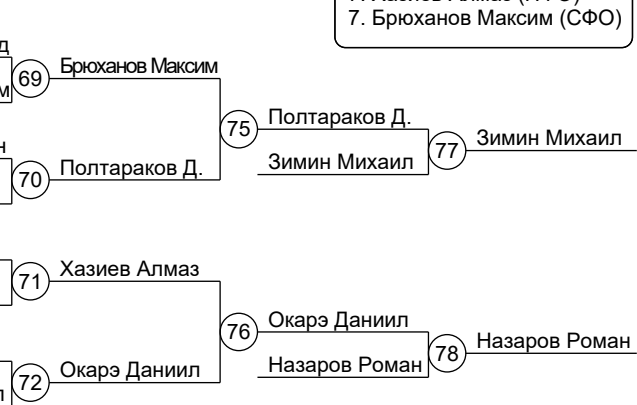 7. Брюханов Максим (СФО)
д
69
Брюханов Максим
м
75
Полтараков Д.
Зимин Михаил
77
Зимин Михаил
н
70
Полтараков Д.
71
Хазиев Алмаз
76
Окарэ Даниил
Назаров Роман
78
Назаров Роман
72
Окарэ Даниил